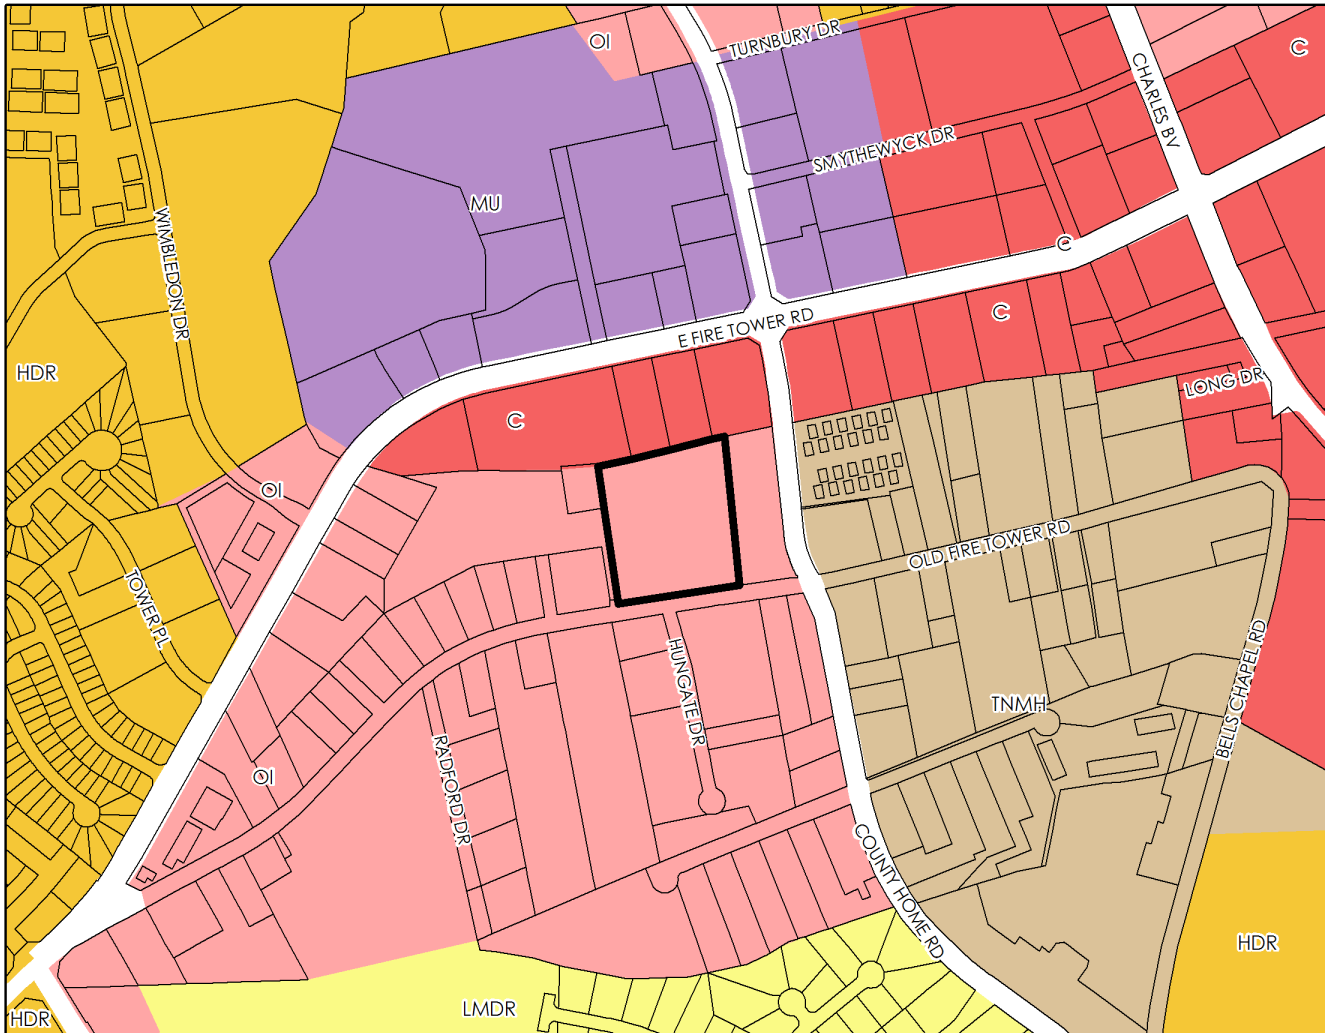 OI
TURNBURY DR
C
CHARLES BV
SMYTHEWYCK DR
MU
WIMBLEDON DR
C
E FIRE TOWER RD
C
HDR
LONG DR
C
OI
OLD FIRE TOWER RD
TOWER PL
HUNGATE DR
BELLS CHAPEL RD
TNMH
RADFORD DR
OI
COUNTY HOME RD
HDR
LMDR
HDR